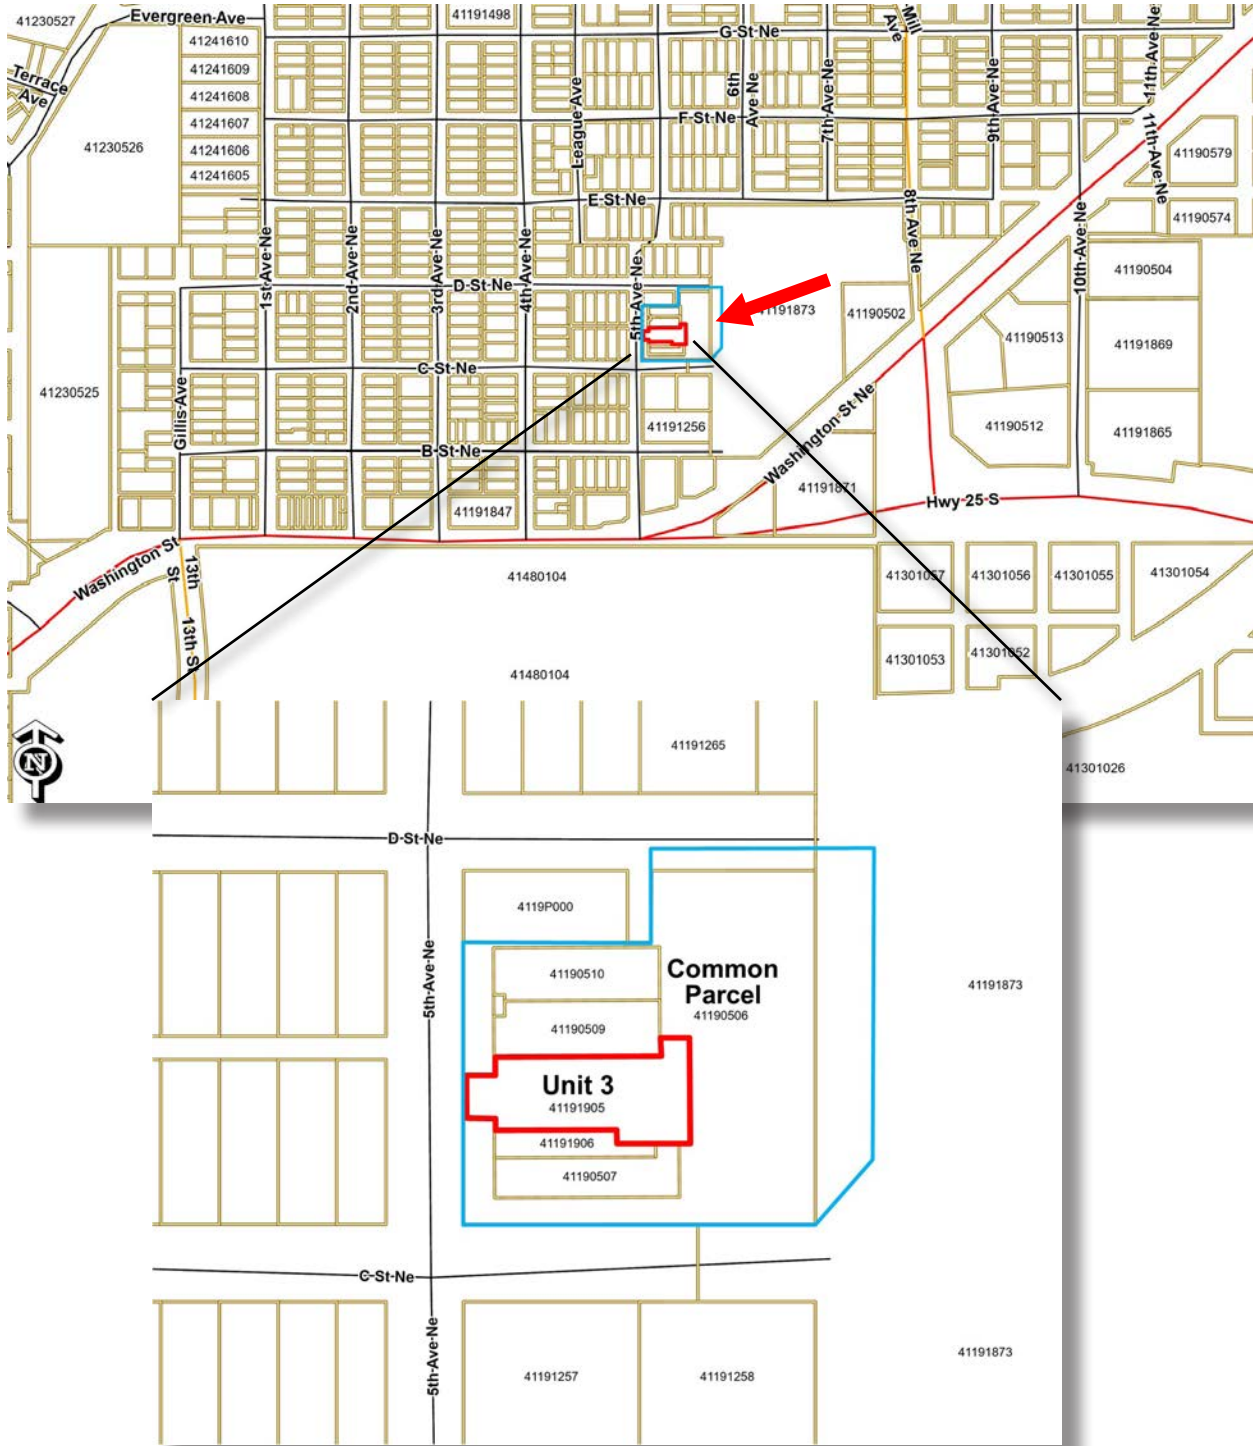 41230527
Evergreen Ave
41191498
G St Ne
Mill
Ave
11th Ave Ne
41241610
41241609
41241608
41241607
41241606
41241605
Terrace
Ave
41230526
League Ave
6th
Ave Ne
7th Ave Ne
9th Ave Ne
11th Ave Ne
F St Ne
41190579
41190574
E St Ne
8th Ave Ne
10th Ave Ne
1st Ave Ne
2nd Ave Ne
3rd Ave Ne
4th Ave Ne
5th Ave Ne
D St Ne
41191873
41190502
41190504
41190513
41191869
C St Ne
41230525
Gillis Ave
41191256
Washington St Ne
41190512
41191865
B St Ne
41191871
Hwy 25 S
41191847
Washington St
13th
St
13th St
41480104
41301057
41301056
41301055
41301054
41480104
41301053
41301052
N
41301026
41191265
D St Ne
4119P000
5th Ave Ne
41190510
Common
Parcel
41190506
41191873
41190509
Unit 3
41191905
41191906
41190507
C St Ne
5th Ave Ne
41191257
41191258
41191873